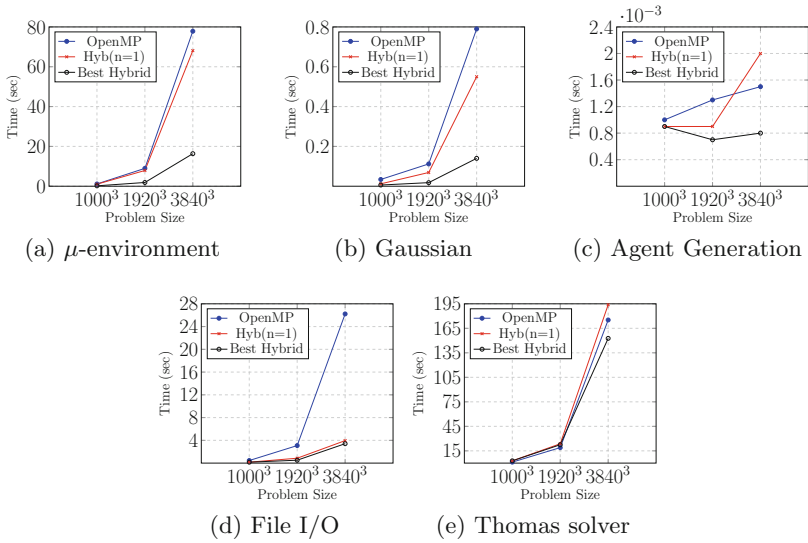 80
60
40
20
0
Time (sec)
OpenMP
Hyb(n=1)
Best Hybrid
1000³ 1920³ 3840³
Problem Size
(a) μ-environment
0.8
0.6
0.4
0.2
Time (sec)
OpenMP
Hyb(n=1)
Best Hybrid
1000³ 1920³ 3840³
Problem Size
(b) Gaussian
·10⁻³
2.4
2
1.6
1.2
0.8
0.4
Time (sec)
OpenMP
Hyb(n=1)
Best Hybrid
1000³ 1920³ 3840³
Problem Size
(c) Agent Generation
28
24
20
16
12
8
4
Time (sec)
OpenMP
Hyb(n=1)
Best Hybrid
1000³ 1920³ 3840³
Problem Size
(d) File I/O
195
165
135
105
75
45
15
Time (sec)
OpenMP
Hyb(n=1)
Best Hybrid
1000³ 1920³ 3840³
Problem Size
(e) Thomas solver